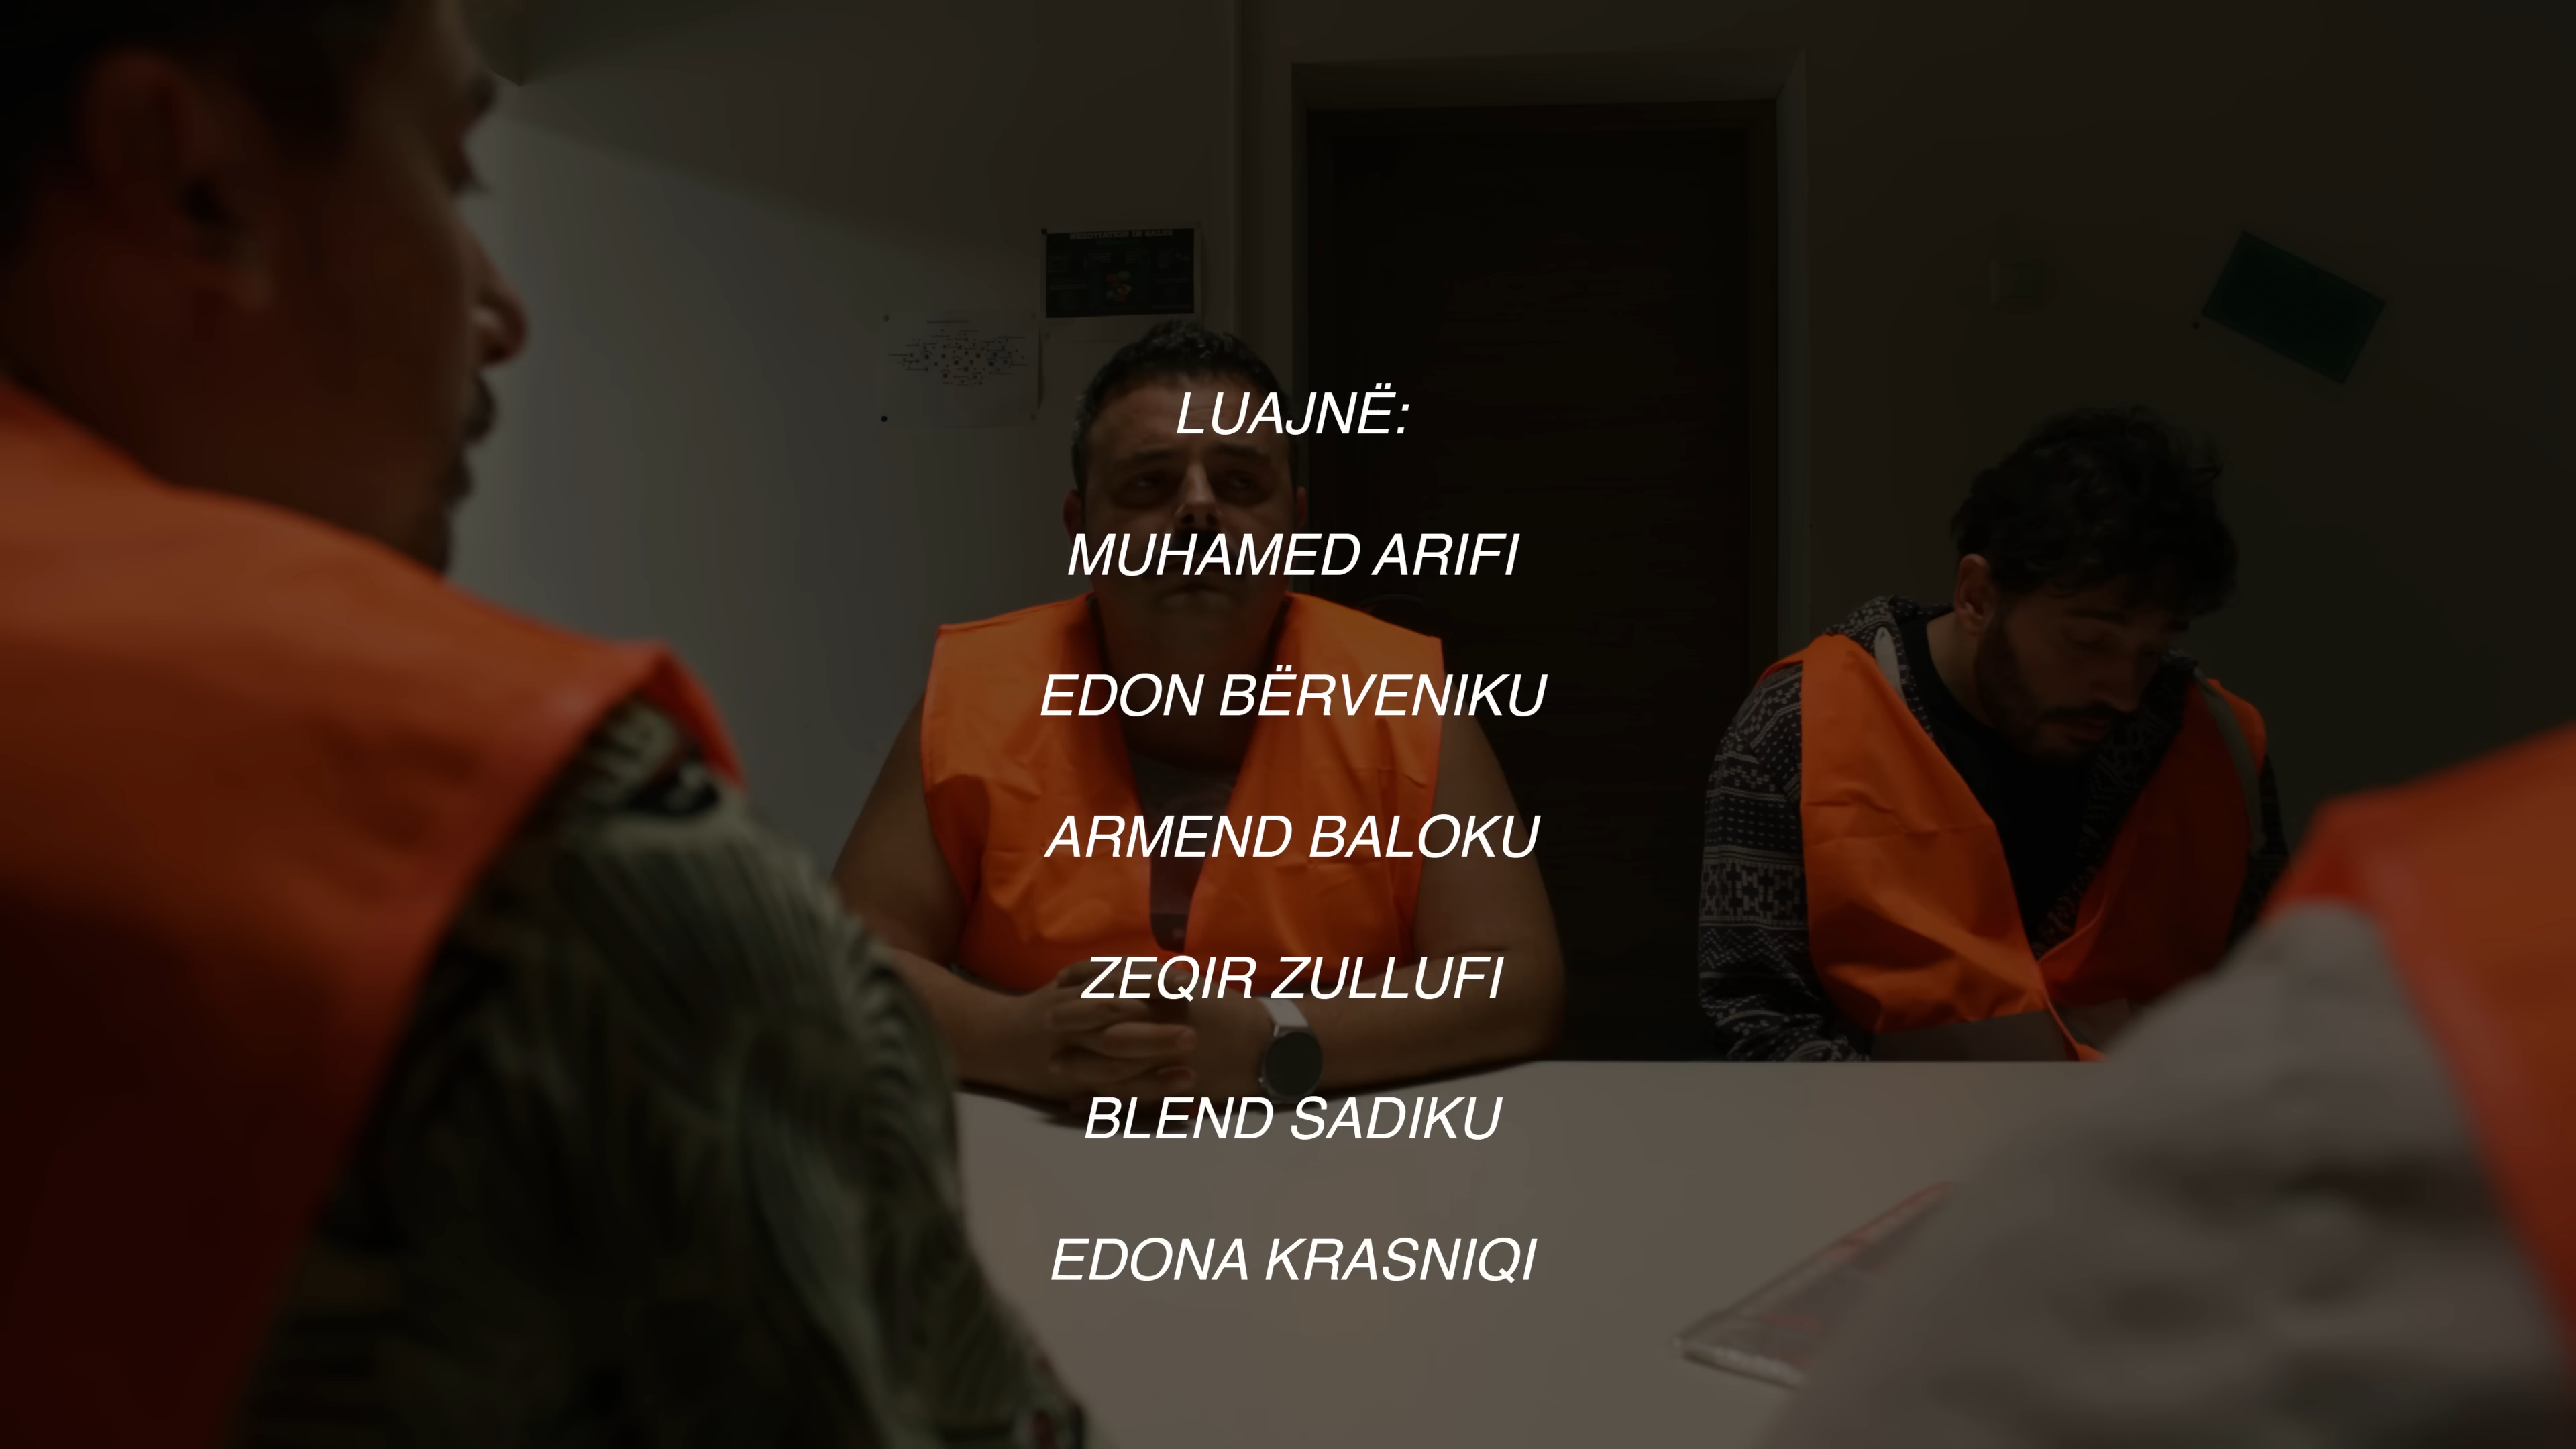 LUAJNË:
MUHAMED ARIFI
EDON BËRVENIKU
ARMEND BALOKU
ZEQIR ZULLUFI
BLEND SADIKU
EDONA KRASNIQI